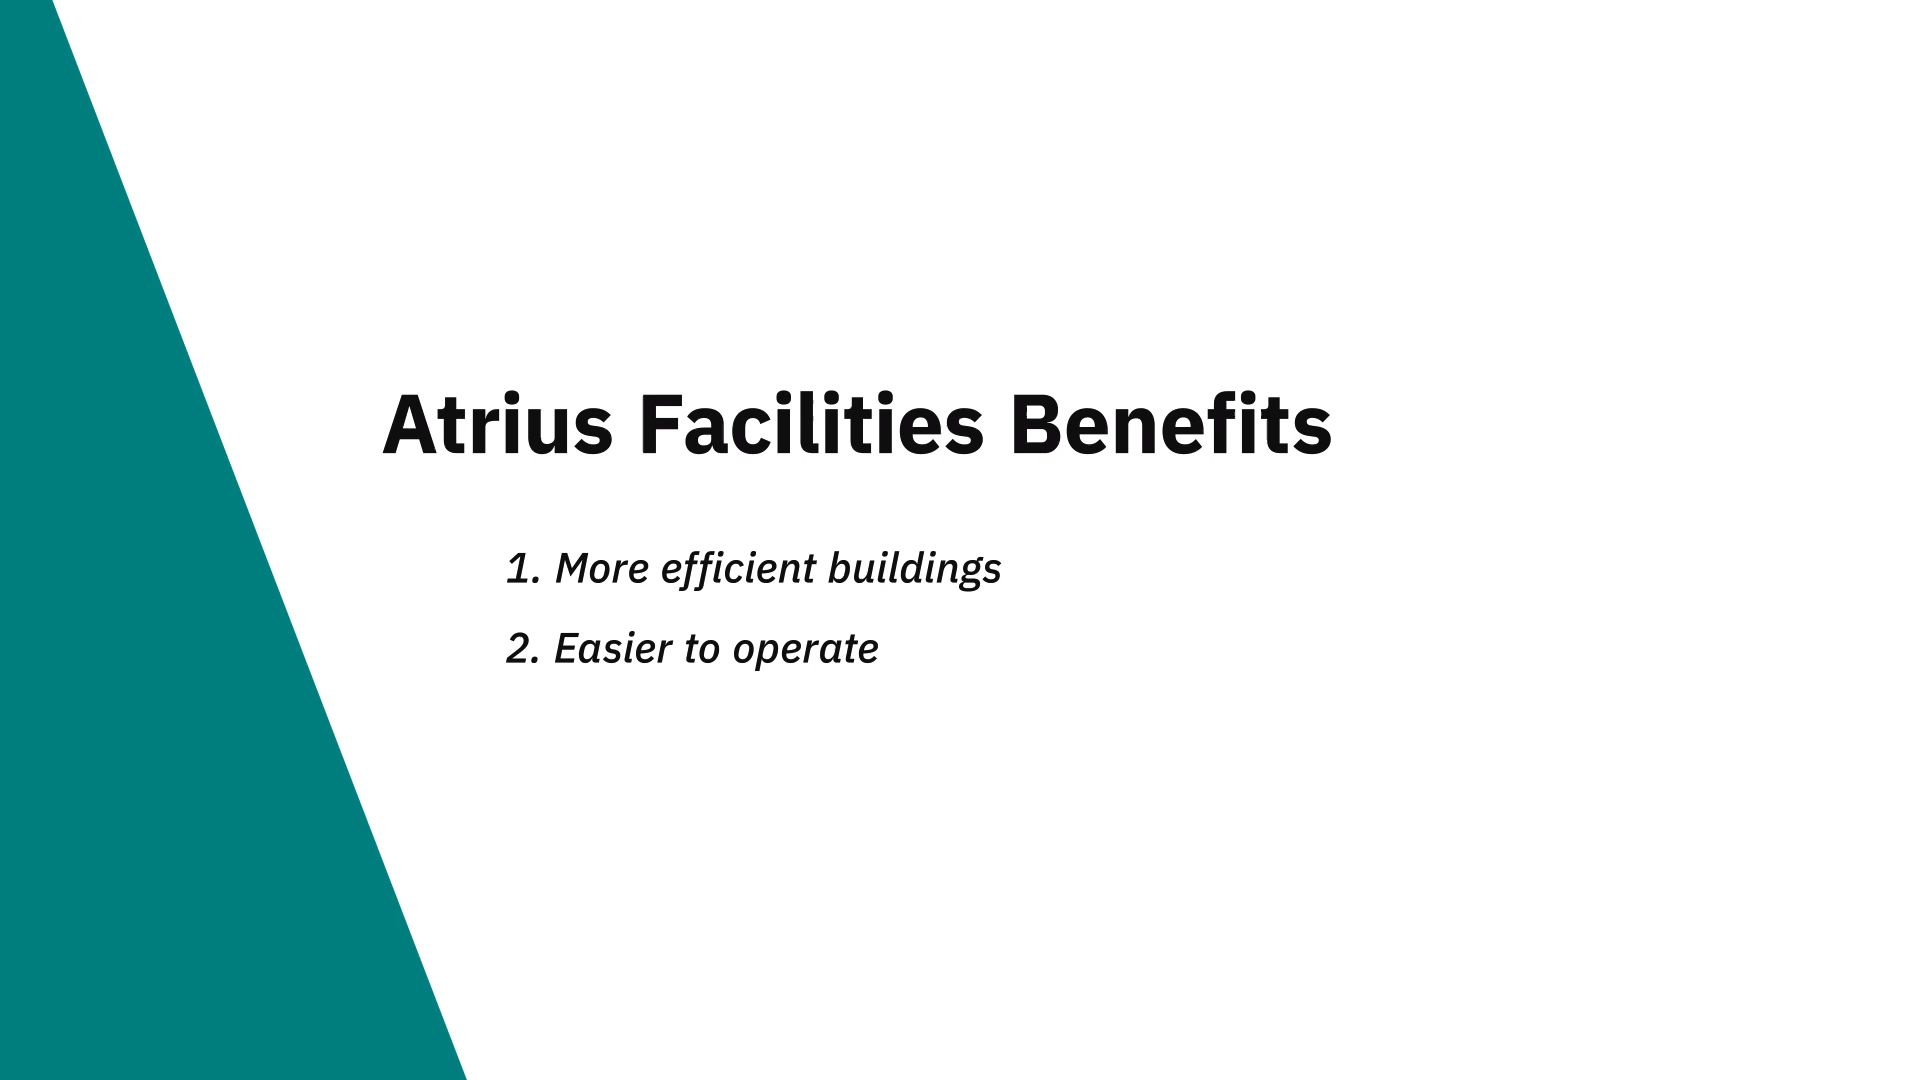 Atrius Facilities Benefits
1. More efficient buildings
2. Easier to operate